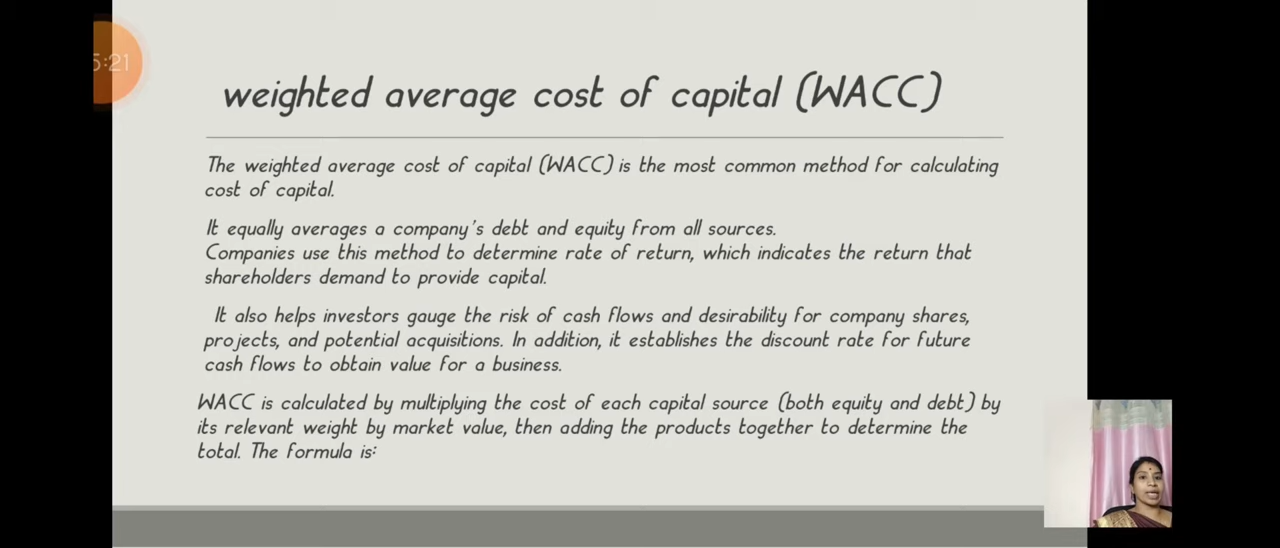 5:21
weighted average cost of capital (WACC)
The weighted average cost of capital (WACC) is the most common method for calculating
cost of capital.
It equally averages a company's debt and equity from all sources.
Companies use this method to determine rate of return, which indicates the return that
shareholders demand to provide capital.
It also helps investors gauge the risk of cash flows and desirability for company shares,
projects, and potential acquisitions. In addition, it establishes the discount rate for future
cash flows to obtain value for a business.
WACC is calculated by multiplying the cost of each capital source (both equity and debt) by
its relevant weight by market value, then adding the products together to determine the
total. The formula is: